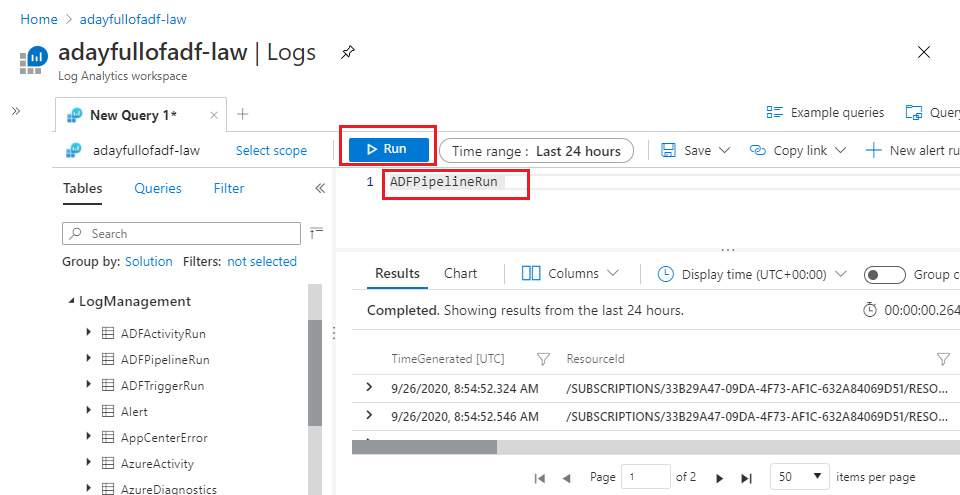 Home > adayfullofadf-law
adayfullofadf-law | Logs
Log Analytics workspace
New Query 1*
Example queries
Query
adayfullofadf-law
Select scope
Run
Time range : Last 24 hours
Save
Copy link
New alert ru
Tables
Queries
Filter
1 ADFPipelineRun
Search
Group by: Solution Filters: not selected
Results
Chart
Columns
Display time (UTC+00:00)
Group c
Completed. Showing results from the last 24 hours.
00:00:00.264
LogManagement
ADFActivityRun
ADFPipelineRun
ADFTriggerRun
Alert
AppCenterError
AzureActivity
AzureDiagnostics
TimeGenerated [UTC]
ResourceId
9/26/2020, 8:54:52.324 AM /SUBSCRIPTIONS/33B29A47-09DA-4F73-AF1C-632A84069D51/RESO...
9/26/2020, 8:54:52.546 AM /SUBSCRIPTIONS/33B29A47-09DA-4F73-AF1C-632A84069D51/RESO...
Page 1 of 2
50 items per page